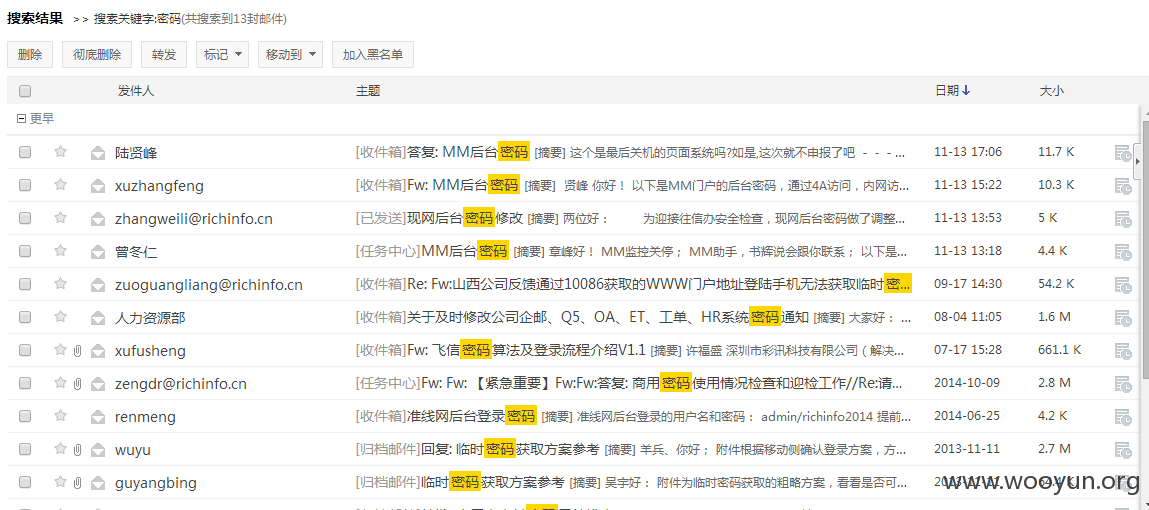 搜索结果 >> 搜索关键字:密码(共搜索到13封邮件)
删除 彻底删除 转发 标记 移动到 加入黑名单
发件人 主题 日期 大小
更早
陆贤峰 [收件箱]答复: MM后台密码 [摘要] 这个是最后关机的页面系统吗?如是,这次就不申报了吧 - - -... 11-13 17:06 11.7 K
xuzhangfeng [收件箱]Fw: MM后台密码 [摘要] 贤峰 你好！ 以下是MM门户的后台密码，通过4A访问，内网访... 11-13 15:22 10.3 K
zhangweili@richinfo.cn [已发送]现网后台密码修改 [摘要] 两位好： 为迎接往信办安全检查，现网后台密码做了调整... 11-13 13:53 5 K
曾冬仁 [任务中心]MM后台密码 [摘要] 章峰好！ MM监控关停； MM助手，书辉说会跟你联系； 以下是... 11-13 13:18 4.4 K
zuoguangliang@richinfo.cn [收件箱]Re: Fw:山西公司反馈通过10086获取的WWW门户地址登陆手机无法获取临时密... 09-17 14:30 54.2 K
人力资源部 [收件箱]关于及时修改公司企邮、Q5、OA、ET、工单、HR系统密码通知 [摘要] 大家好： ... 08-04 11:05 1.6 M
xufusheng [收件箱]Fw: 飞信密码算法及登录流程介绍V1.1 [摘要] 许福盛 深圳市彩讯科技有限公司（解决... 07-17 15:28 661.1 K
zengdr@richinfo.cn [任务中心]Fw: Fw: 【紧急重要】Fw:Fw:答复: 商用密码使用情况检查和迎检工作//Re:请... 2014-10-09 2.8 M
renmeng [收件箱]准线网后台登录密码 [摘要] 准线网后台登录的用户名和密码： admin/richinfo2014 提前... 2014-06-25 4.2 K
wuyu [归档邮件]回复: 临时密码获取方案参考 [摘要] 羊兵、你好； 附件根据移动侧确认登录方案，方... 2013-11-11 2.7 M
guyangbing [归档邮件]临时密码获取方案参考 [摘要] 吴宇好： 附件为临时密码获取的粗略方案，看看是否可...
www.wooyun.org